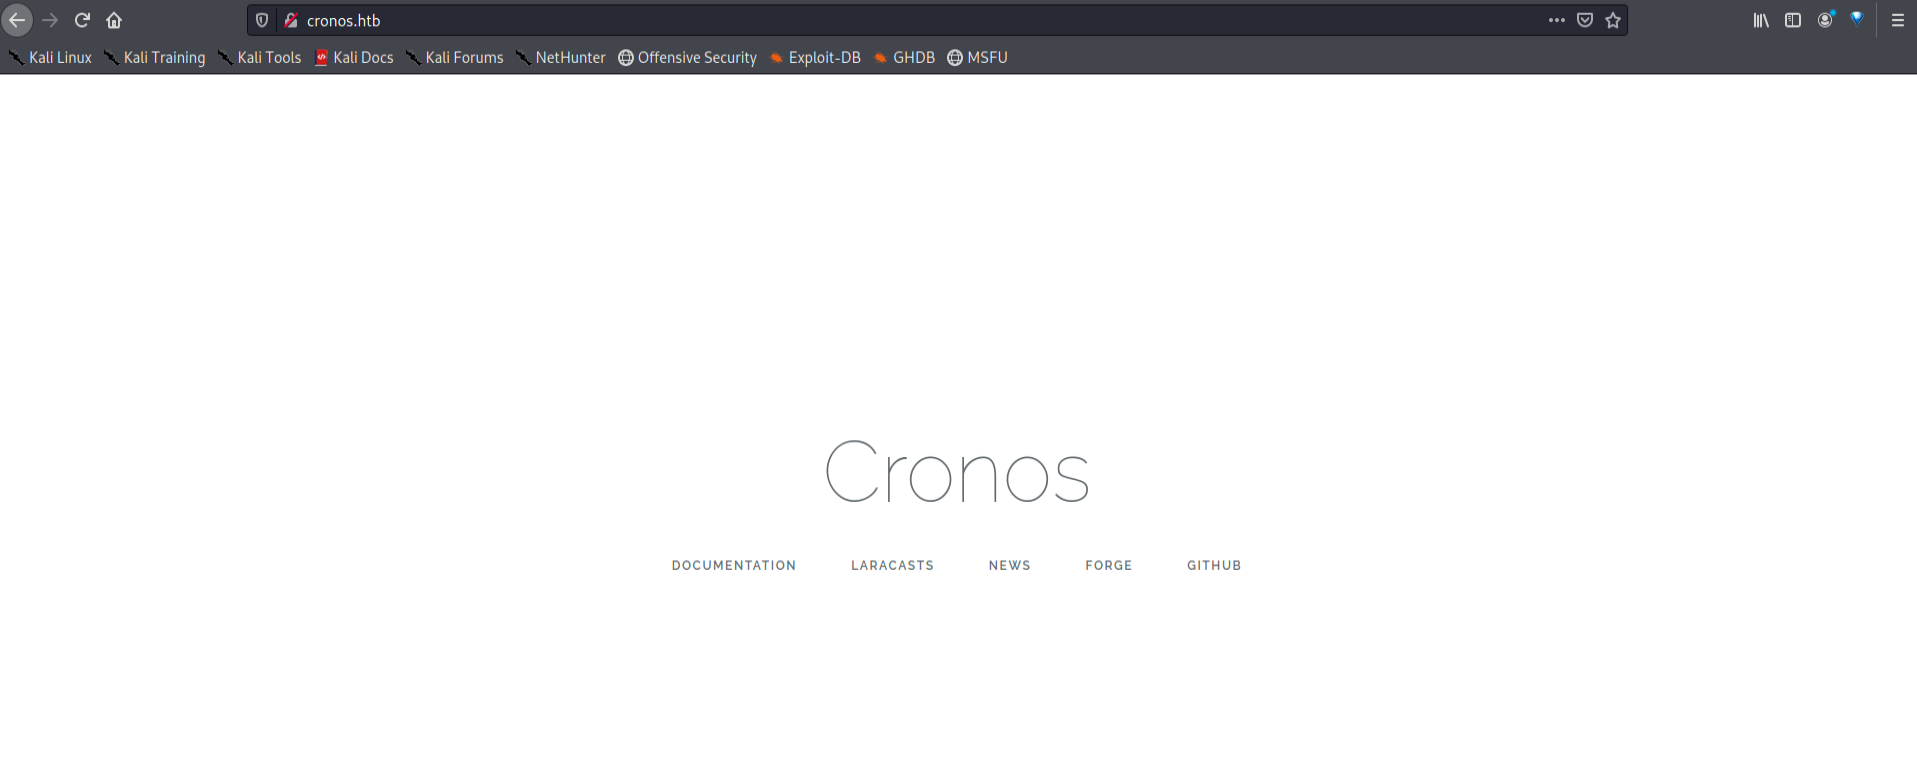 cronos.htb
Kali Linux Kali Training Kali Tools Kali Docs Kali Forums NetHunter Offensive Security Exploit-DB GHDB MSFU
Cronos
DOCUMENTATION LARACASTS NEWS FORGE GITHUB